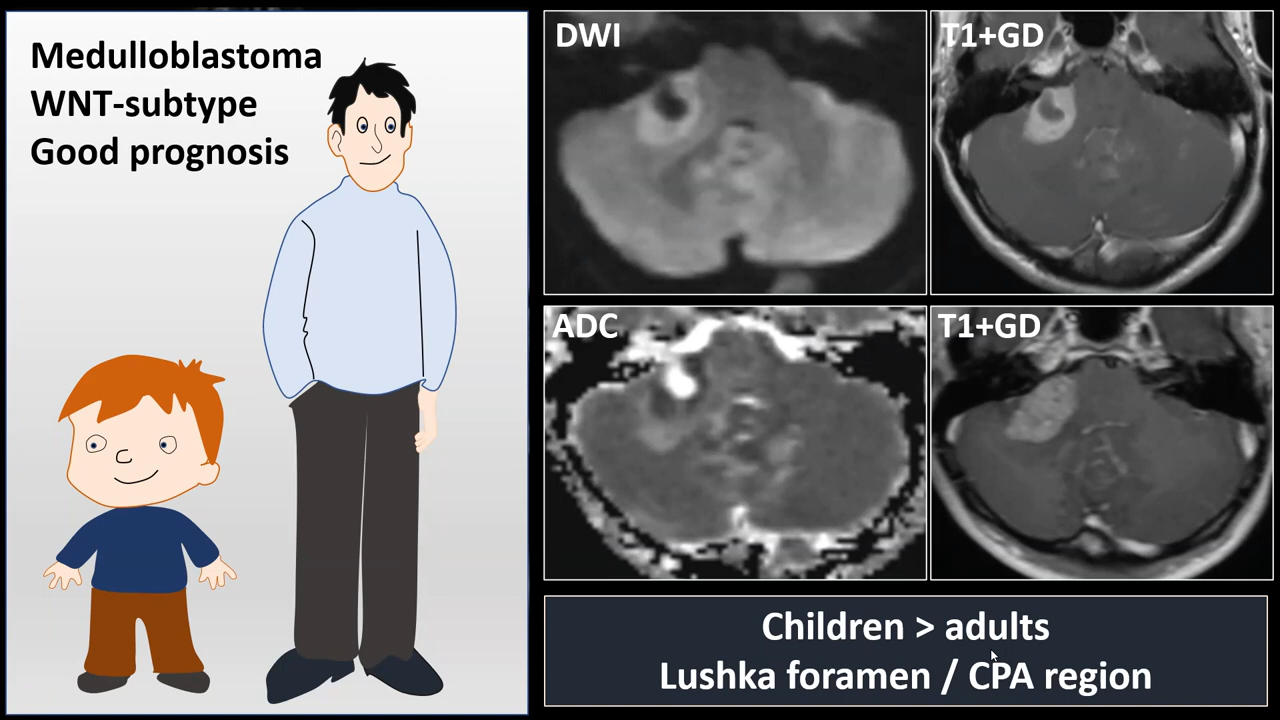 Medulloblastoma
WNT-subtype
Good prognosis
DWI
T1+GD
ADC
T1+GD
Children > adults
Lushka foramen / CPA region